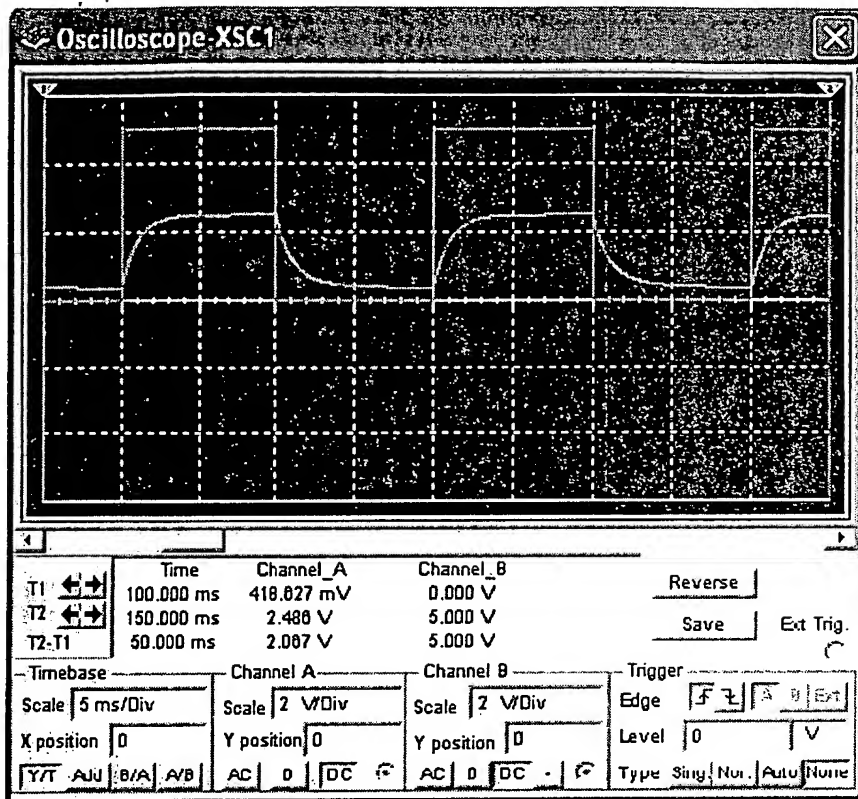 Oscilloscope-XSC1
Time Channel_A Channel_B
T1 100.000 ms 418.627 mV 0.000 V
T2 150.000 ms 2.486 V 5.000 V
T2-T1 50.000 ms 2.067 V 5.000 V
Reverse
Save
Ext Trig.
Timebase
Scale 5 ms/Div
X position 0
Y/T Add B/A A/B
Channel A
Scale 2 V/Div
Y position 0
AC 0 DC
Channel B
Scale 2 V/Div
Y position 0
AC 0 DC -
Trigger
Edge A B Ext
Level 0 V
Type Sing. Nor. Auto None